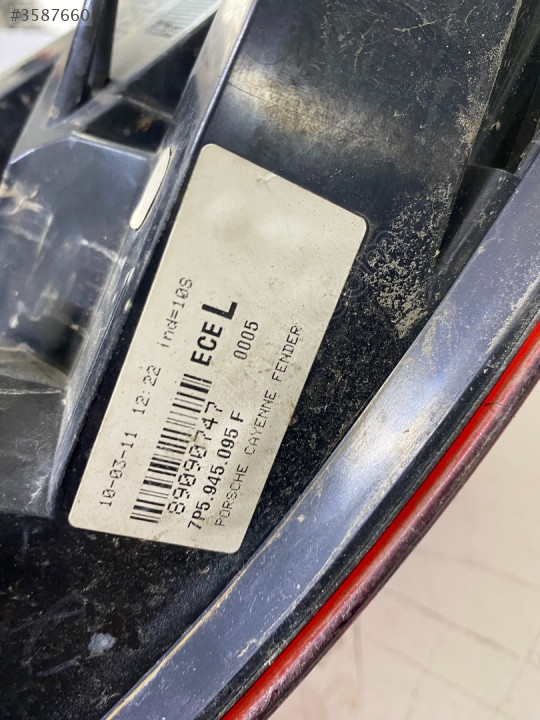 #3587660
10-03-11 12:22 ind=10S
ECE L
89090747
0005
7P5.945.095 F
PORSCHE CAYENNE FENDER